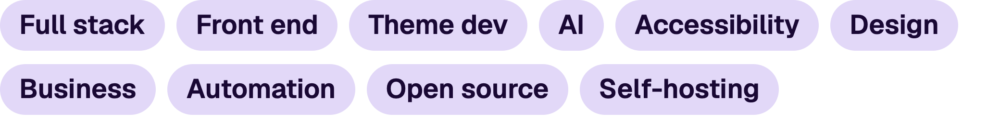 Full stack Front end Theme dev AI Accessibility Design
Business Automation Open source Self-hosting